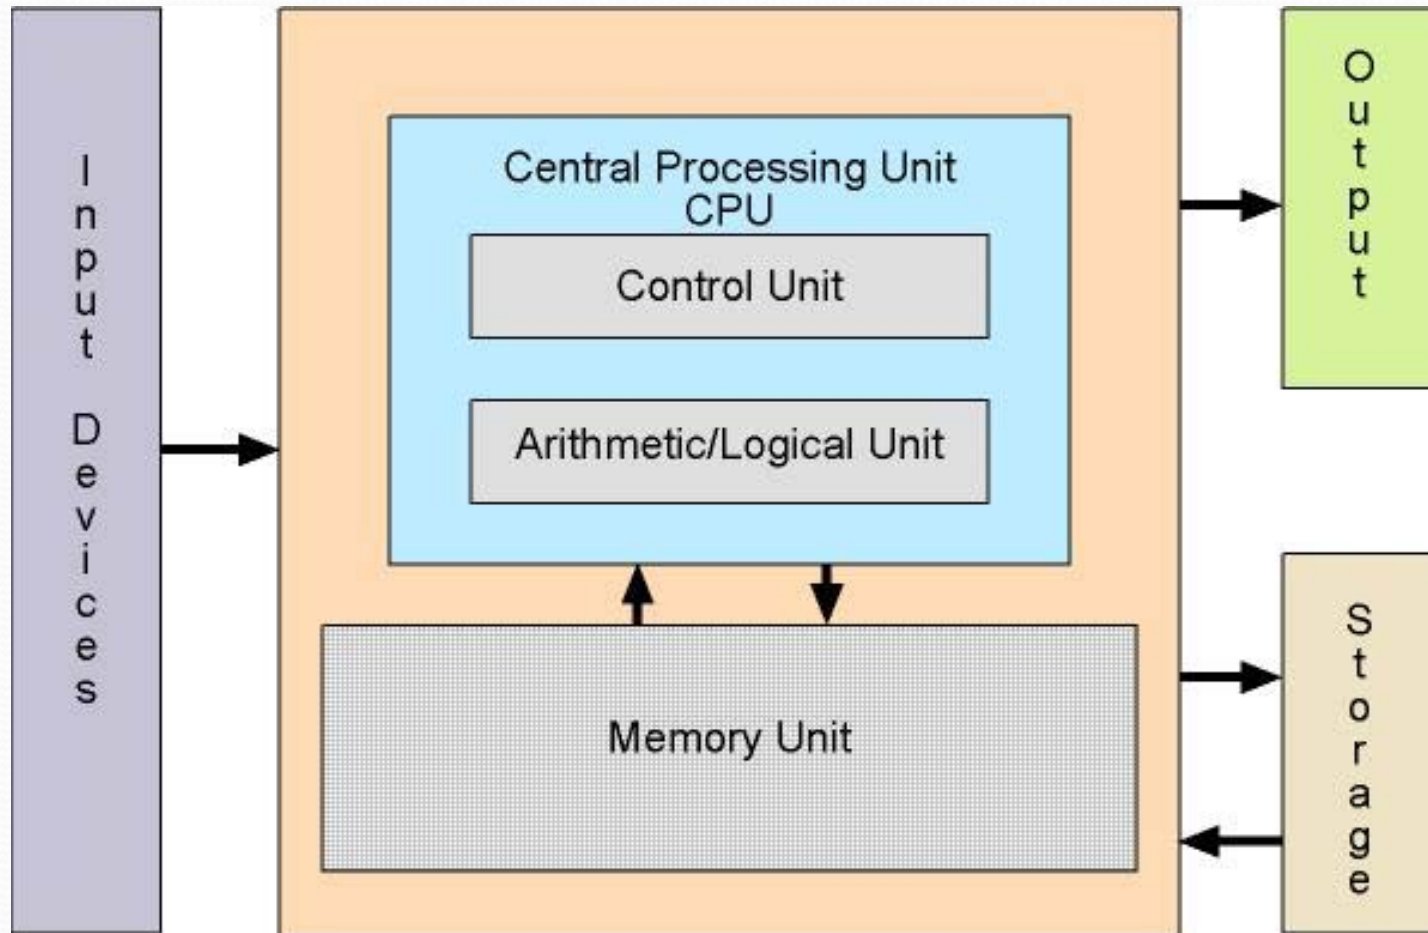 Input Devices
Central Processing Unit
CPU
Control Unit
Arithmetic/Logical Unit
Memory Unit
Output
Storage